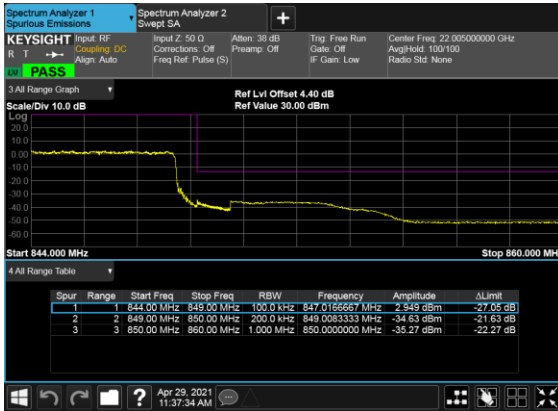 Spectrum Analyzer 1
Spurious Emissions
Spectrum Analyzer 2
Swept SA
KEYSIGHT
R T
LXI PASS
Input: RF
Coupling: DC
Align: Auto
Input Z: 50 Ω
Corrections: Off
Freq Ref: Pulse (S)
Atten: 38 dB
Preamp: Off
Trig: Free Run
Gate: Off
IF Gain: Low
Center Freq: 22.005000000 GHz
Avg|Hold: 100/100
Radio Std: None
3 All Range Graph
Ref Lvl Offset 4.40 dB
Scale/Div 10.0 dB
Ref Value 30.00 dBm
Log
20.0
10.0
0.00
-10.0
-20.0
-30.0
-40.0
-50.0
-60.0
Start 844.000 MHz
Stop 860.000 MH
4 All Range Table
Spur Range Start Freq Stop Freq RBW Frequency Amplitude ΔLimit
1 1 844.00 MHz 849.00 MHz 100.0 kHz 847.0166667 MHz 2.949 dBm -27.05 dB
2 2 849.00 MHz 850.00 MHz 200.0 kHz 849.0083333 MHz -34.63 dBm -21.63 dB
3 3 850.00 MHz 860.00 MHz 1.000 MHz 850.0000000 MHz -35.27 dBm -22.27 dB
?
Apr 29, 2021
11:37:34 AM